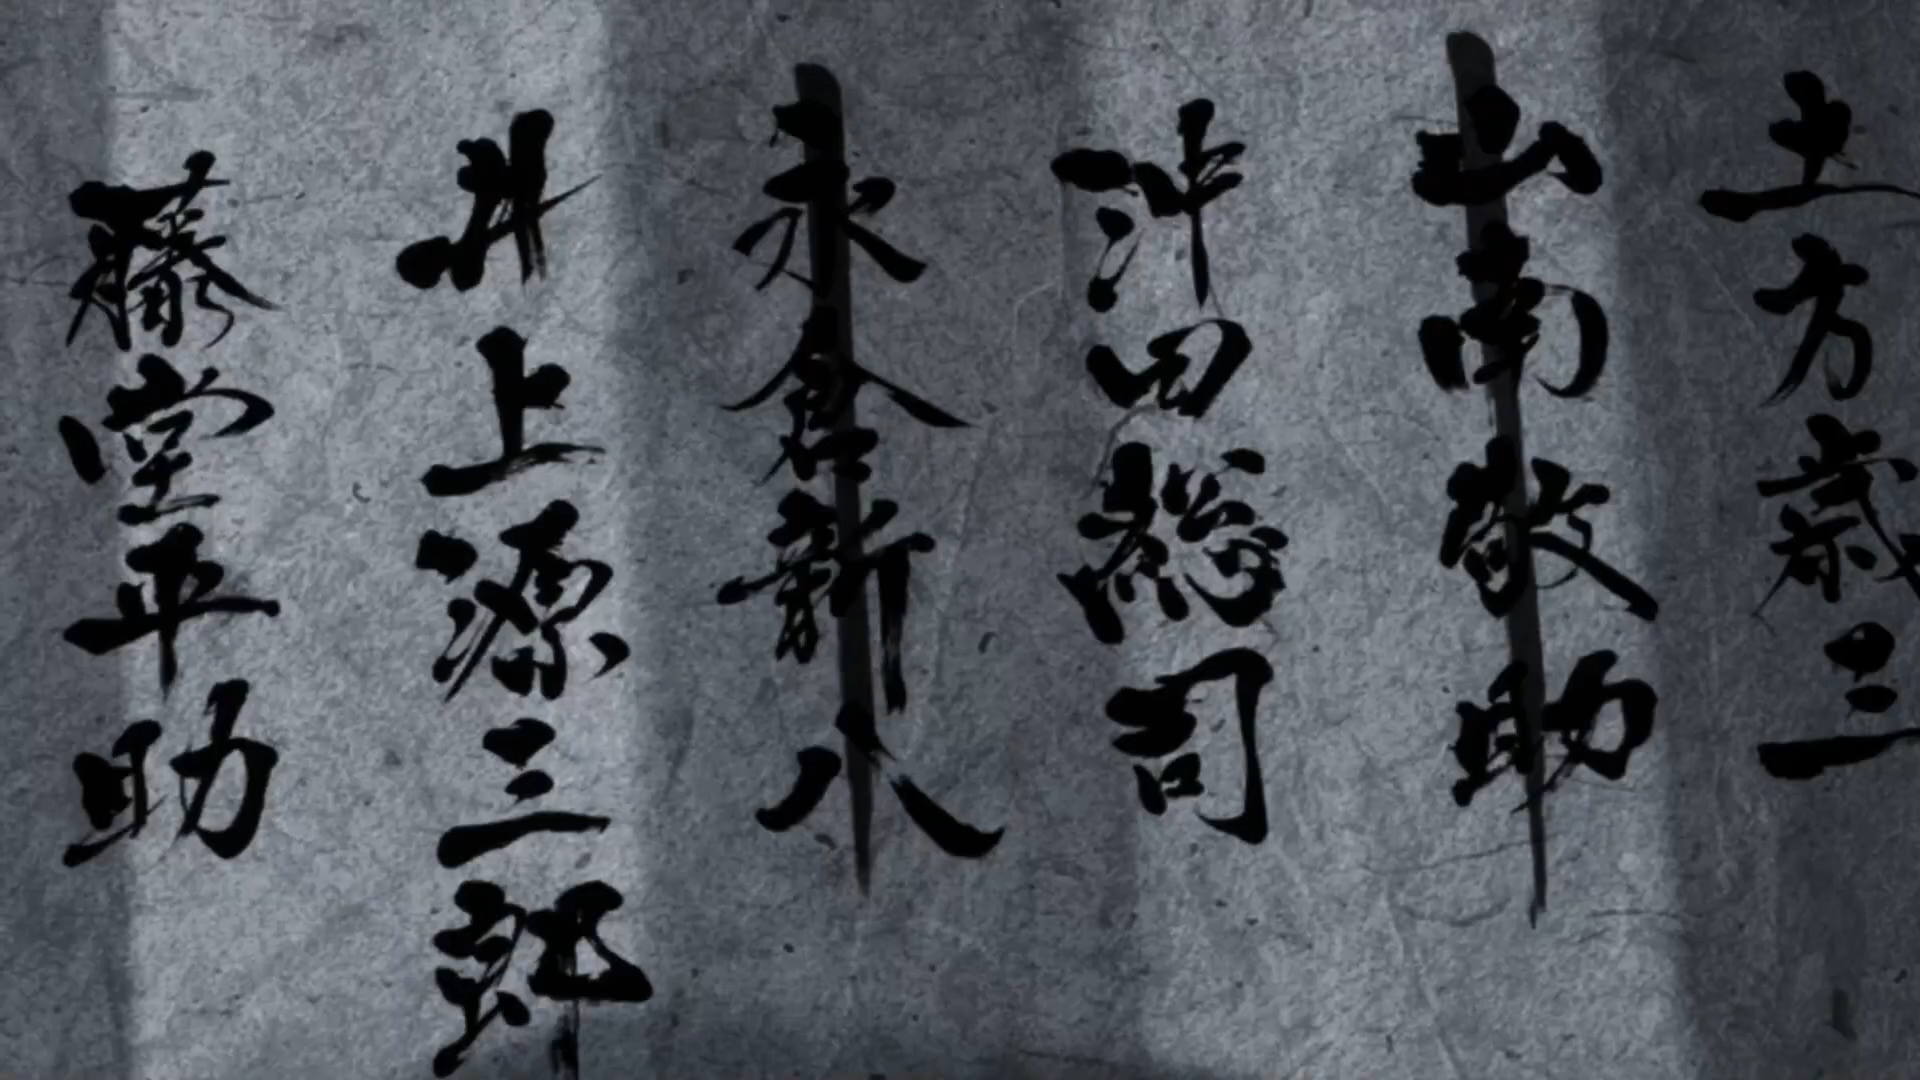 土方歳三
山南敬助
沖田総司
永倉新八
井上源三郎
藤堂平助